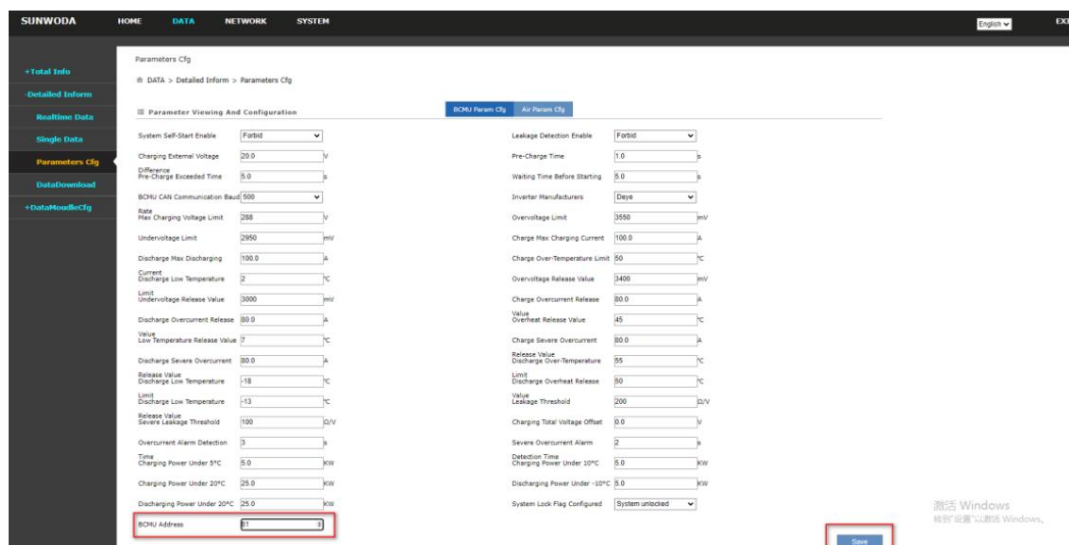 SUNWODA HOME DATA NETWORK SYSTEM English EXI
Parameters Cfg
+Total Info
DATA > Detailed Inform > Parameters Cfg
-Detailed Inform
Realtime Data
Single Data
Parameters Cfg
DataDownload
+DataMoudleCfg
Parameter Viewing And Configuration
BCMU Param Cfg Air Param Cfg
System Self-Start Enable Forbid Leakage Detection Enable Forbid
Charging External Voltage 20.0 V Pre-Charge Time 1.0 s
Difference
Pre-Charge Exceeded Time 5.0 s Waiting Time Before Starting 5.0 s
BCMU CAN Communication Baud 500 Inverter Manufacturers Deye
Rate
Max Charging Voltage Limit 288 V Overvoltage Limit 3550 mV
Undervoltage Limit 2950 mV Charge Max Charging Current 100.0 A
Discharge Max Discharging 100.0 A Charge Over-Temperature Limit 50 °C
Current
Discharge Low Temperature 2 °C Overvoltage Release Value 3400 mV
Limit
Undervoltage Release Value 3000 mV Charge Overcurrent Release 80.0 A
Discharge Overcurrent Release 80.0 A Value
Overheat Release Value 45 °C
Value
Low Temperature Release Value 7 °C Charge Severe Overcurrent 80.0 A
Discharge Severe Overcurrent 80.0 A Release Value
Discharge Over-Temperature 55 °C
Release Value
Discharge Low Temperature -18 °C Limit
Discharge Overheat Release 50 °C
Limit
Discharge Low Temperature -13 °C Value
Leakage Threshold 200 Ω/V
Release Value
Severe Leakage Threshold 100 Ω/V Charging Total Voltage Offset 0.0 V
Overcurrent Alarm Detection 3 s Severe Overcurrent Alarm 2 s
Time
Charging Power Under 5°C 5.0 KW Detection Time
Charging Power Under 10°C 5.0 KW
Charging Power Under 20°C 25.0 KW Discharging Power Under -10°C 5.0 KW
Discharging Power Under 20°C 25.0 KW System Lock Flag Configured System unlocked
BCMU Address 81
Save
激活 Windows
转到"设置"以激活 Windows。